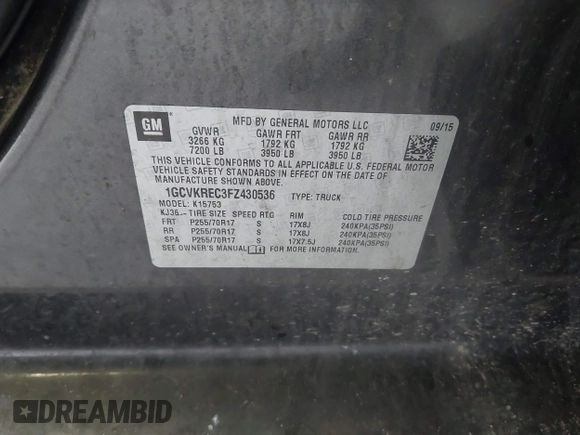 GM
MFD BY GENERAL MOTORS LLC
09/15
GVWR GAWR FRT GAWR RR
3266 KG 1792 KG 1792 KG
7200 LB 3950 LB 3950 LB
THIS VEHICLE CONFORMS TO ALL APPLICABLE U.S. FEDERAL MOTOR
VEHICLE SAFETY AND THEFT PREVENTION STANDARDS IN EFFECT
ON THE DATE OF MANUFACTURE SHOWN ABOVE.
1GCVKREC3FZ430536 TYPE: TRUCK
MODEL: K15753
KJ36-- TIRE SIZE SPEED RTG RIM COLD TIRE PRESSURE
FRT P255/70R17 S 17X8J 240KPA(35PSI)
RR P255/70R17 S 17X8J 240KPA(35PSI)
SPA P255/70R17 S 17X7.5J 240KPA(35PSI)
SEE OWNER'S MANUAL FOR MORE INFORMATION.
DREAMBID